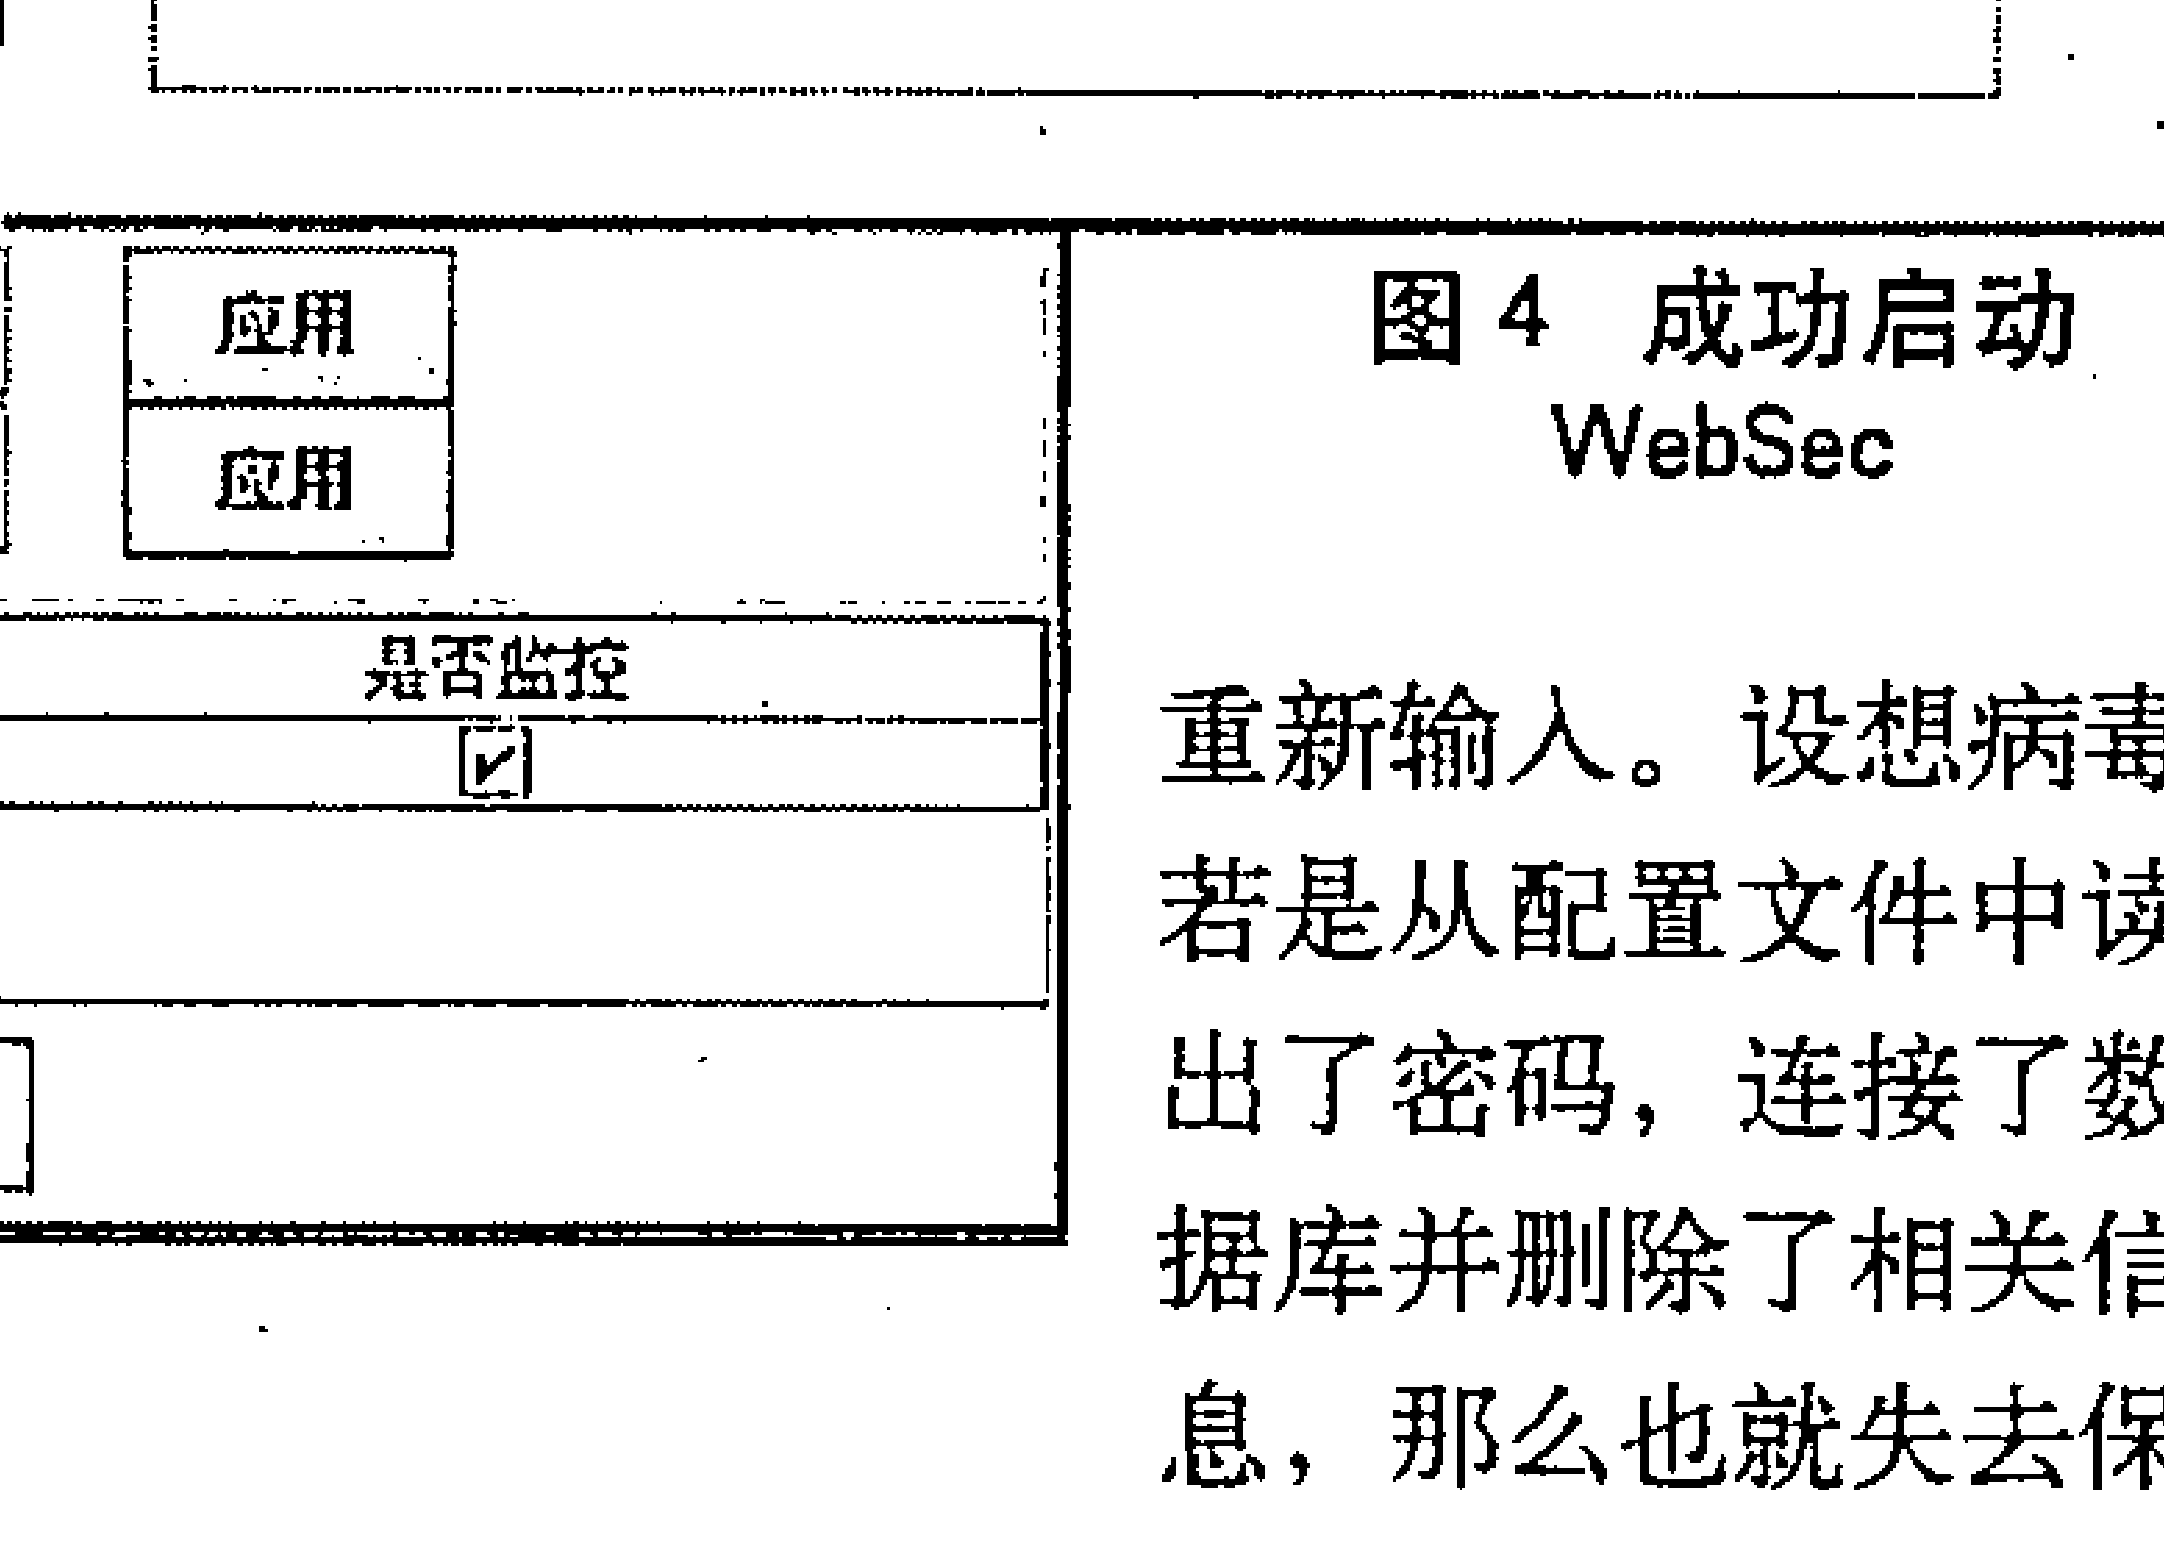 应用
应用
是否监控
图 4 成功启动
WebSec
重新输入。设想病毒
若是从配置文件中读
出了密码，连接了数
据库并删除了相关信
息，那么也就失去保